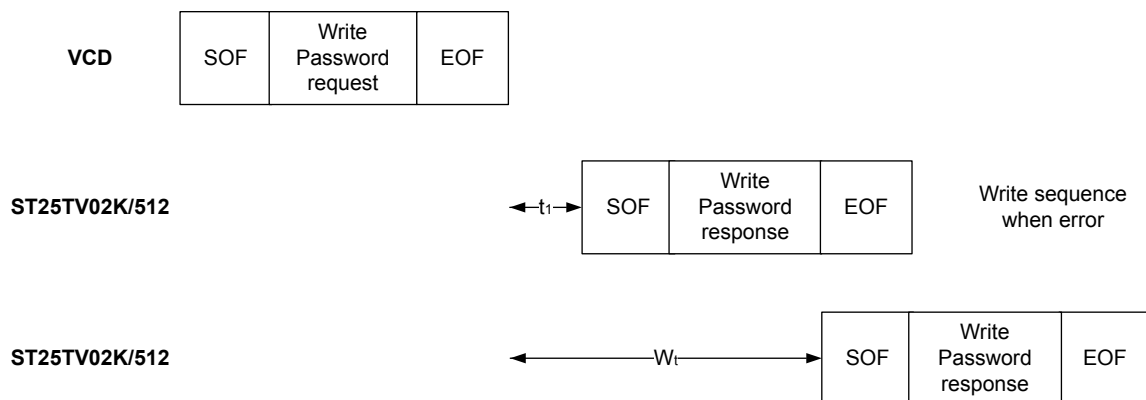 VCD
SOF
Write
Password
request
EOF
ST25TV02K/512
t1
SOF
Write
Password
response
EOF
Write sequence
when error
ST25TV02K/512
Wt
SOF
Write
Password
response
EOF